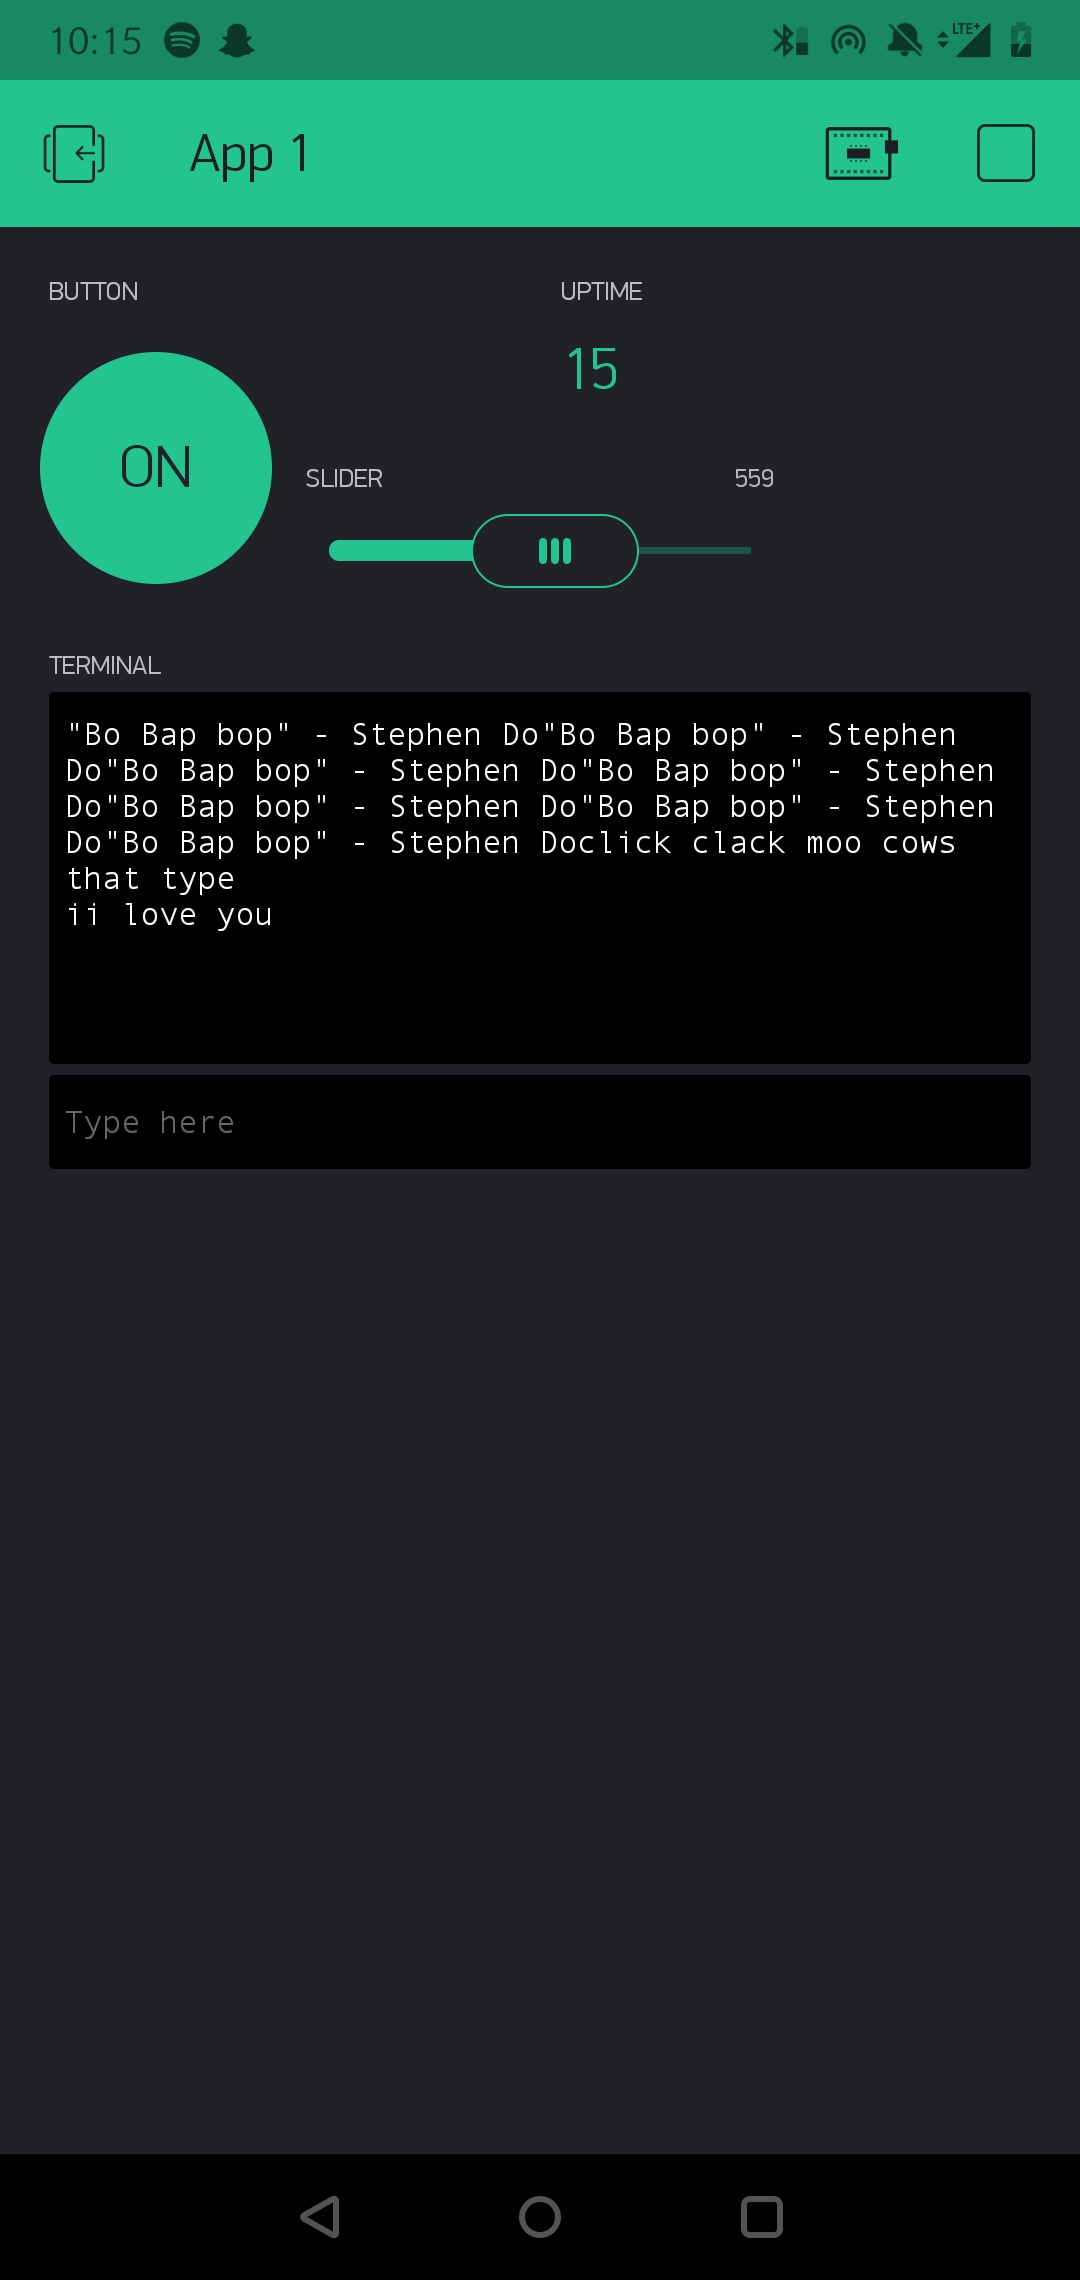 10:15
LTE+
App 1
BUTTON
UPTIME
15
ON
SLIDER
559
TERMINAL
"Bo Bap bop" - Stephen Do"Bo Bap bop" - Stephen
Do"Bo Bap bop" - Stephen Do"Bo Bap bop" - Stephen
Do"Bo Bap bop" - Stephen Do"Bo Bap bop" - Stephen
Do"Bo Bap bop" - Stephen Doclick clack moo cows
that type
ii love you
Type here